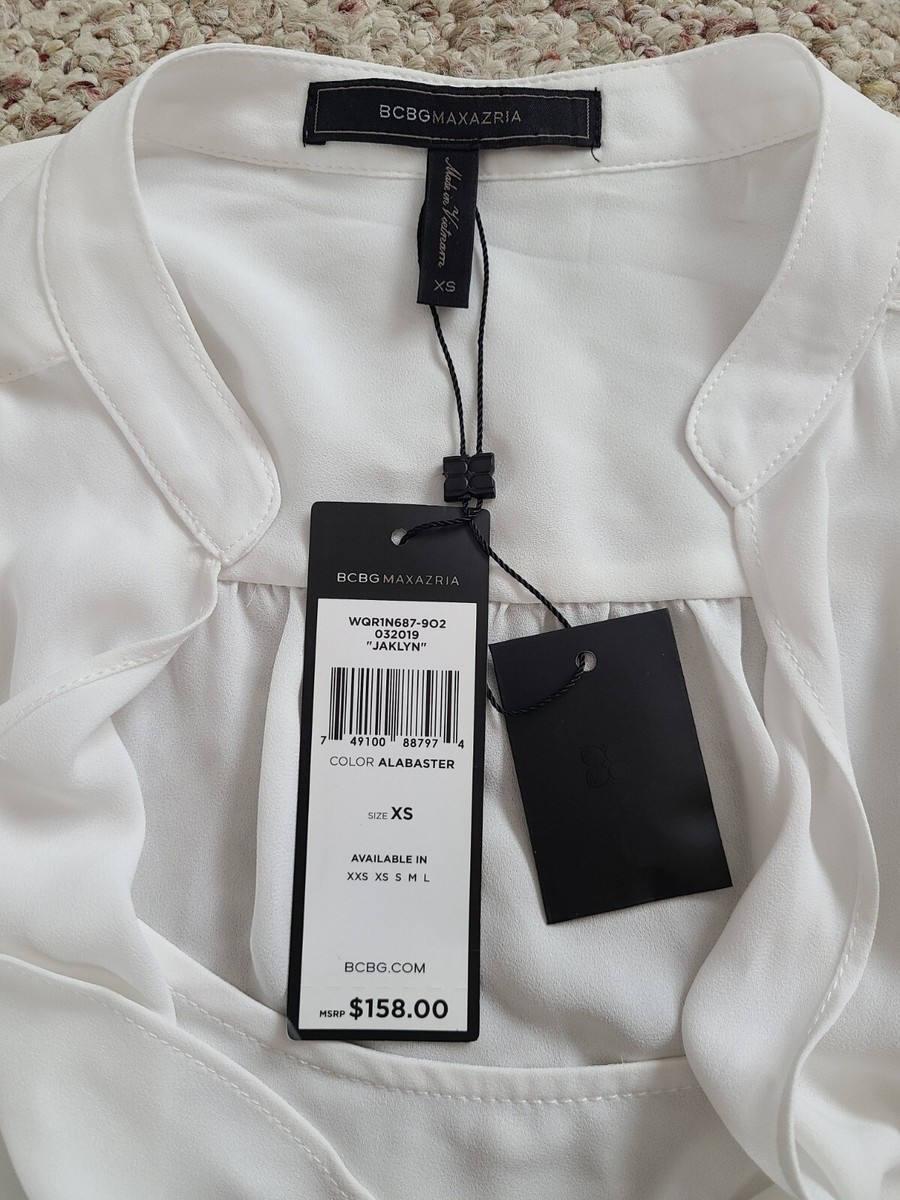 BCBGMAXAZRIA
Made in Vietnam
XS
BCBGMAXAZRIA
WQR1N687-9O2
032019
"JAKLYN"
7 49100 88797 4
COLOR ALABASTER
SIZE XS
AVAILABLE IN
XXS XS S M L
BCBG.COM
MSRP $158.00